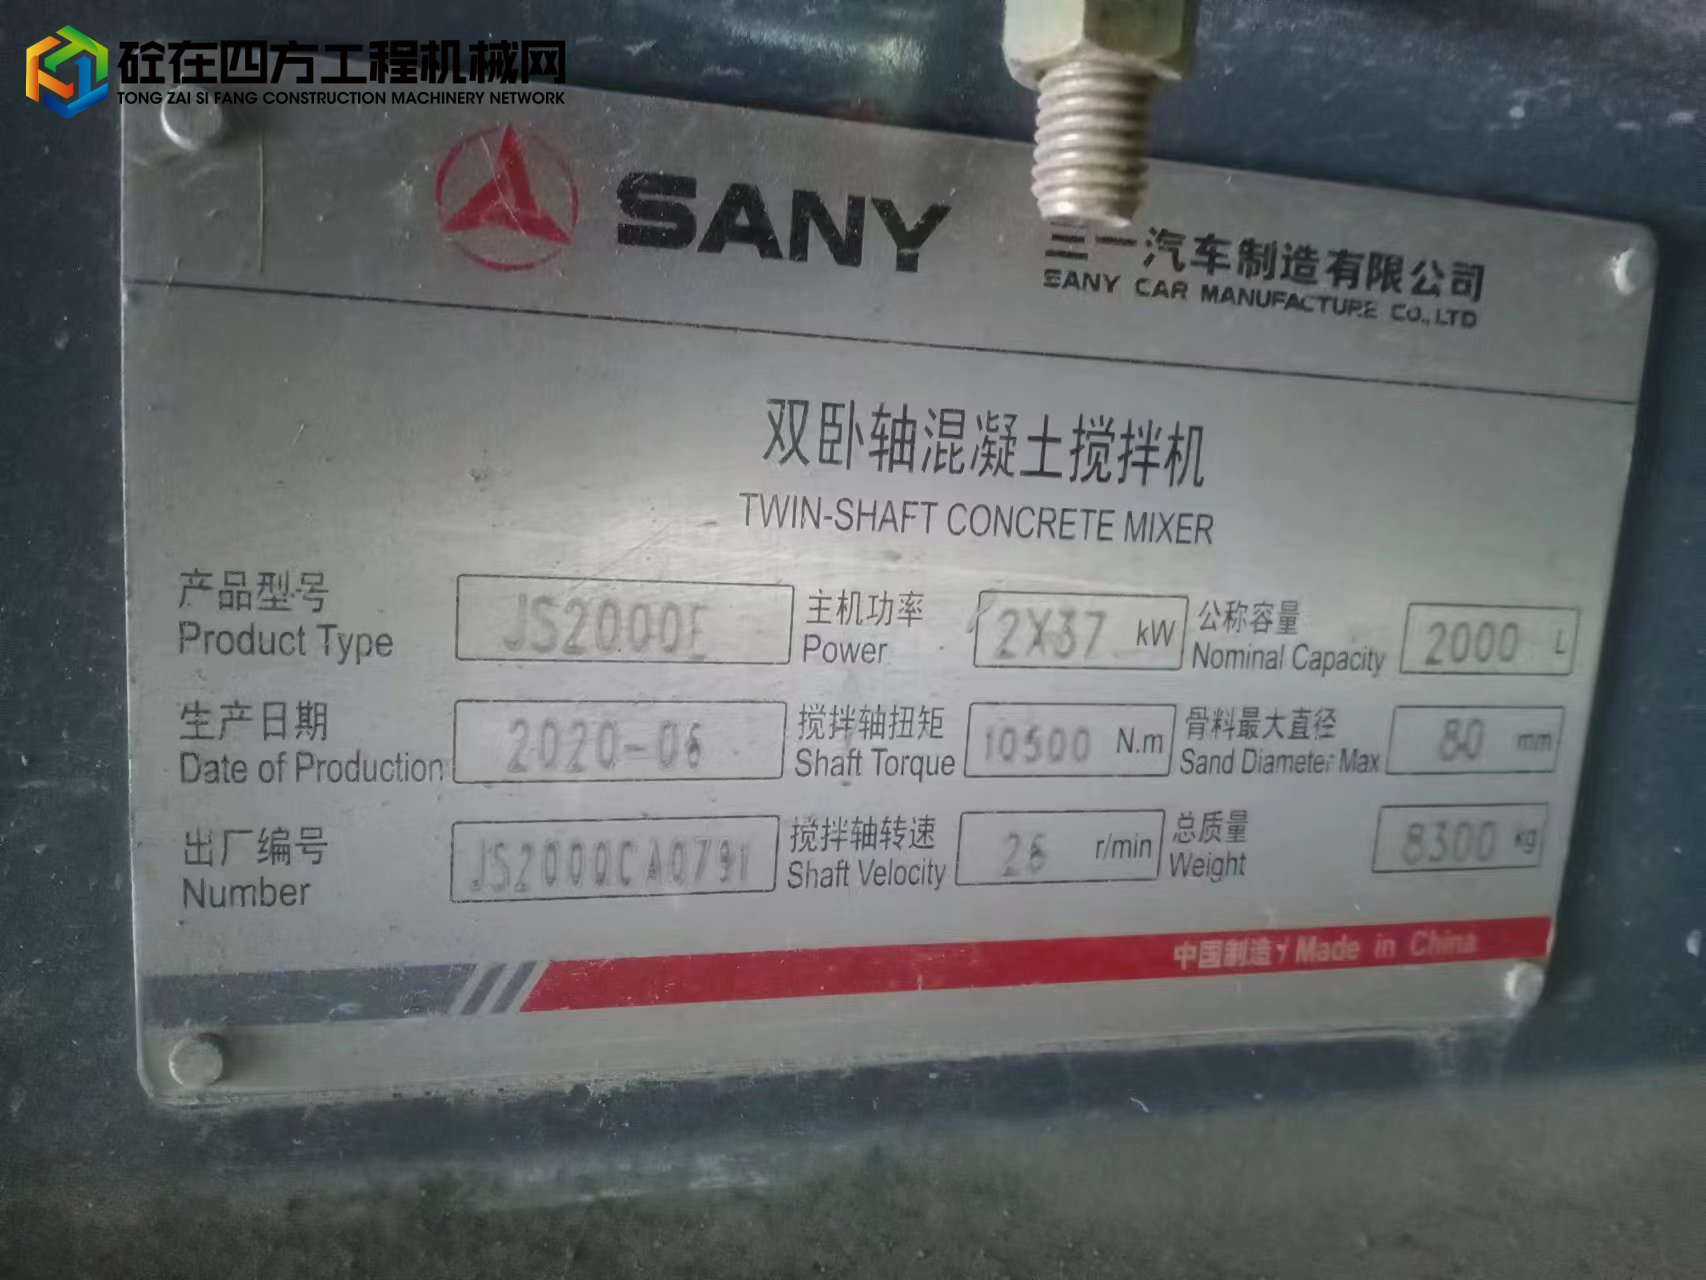 砼在四方工程机械网
TONG ZAI SI FANG CONSTRUCTION MACHINERY NETWORK
SANY
三一汽车制造有限公司
SANY CAR MANUFACTURE CO.,LTD
双卧轴混凝土搅拌机
TWIN-SHAFT CONCRETE MIXER
产品型号 JS2000E 主机功率 2X37 kW 公称容量 2000 L
Product Type Power Nominal Capacity
生产日期 2020-06 搅拌轴扭矩 10500 N.m 骨料最大直径 80 mm
Date of Production Shaft Torque Sand Diameter Max
出厂编号 JS2000CA0791 搅拌轴转速 26 r/min 总质量 8300 kg
Number Shaft Velocity Weight
中国制造 / Made in China